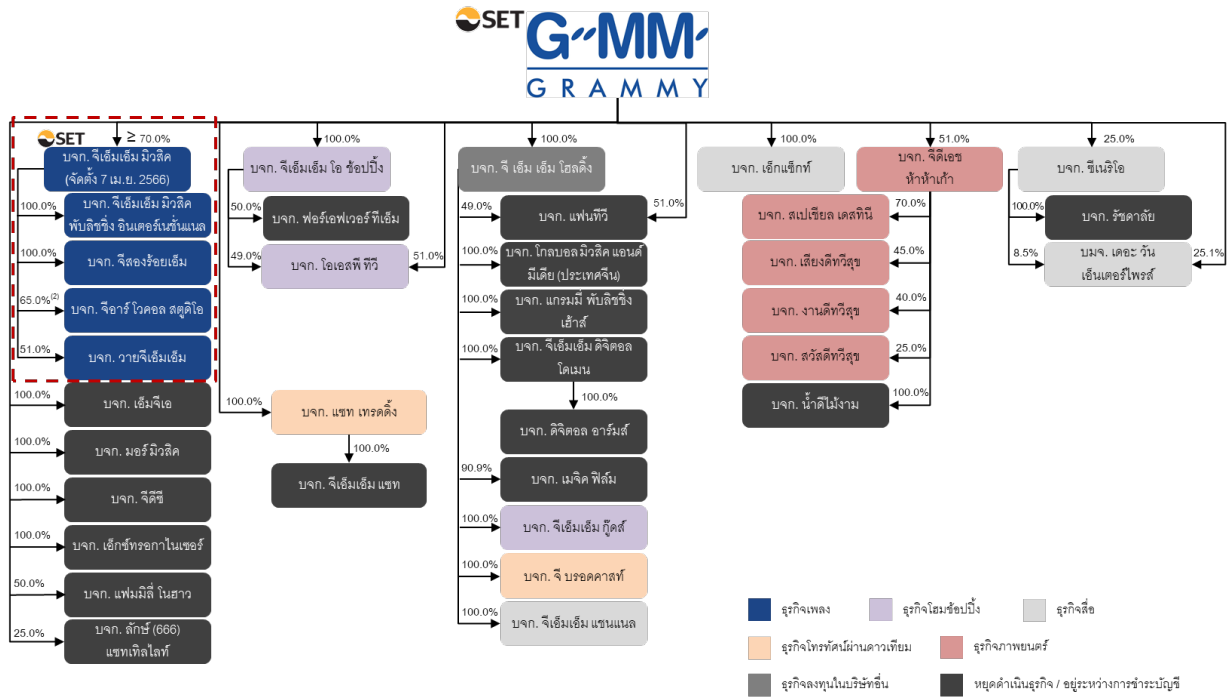 SET
G MM
GRAMMY
SET
≥ 70.0%
บจก. จีเอ็มเอ็ม มิวสิค
(จัดตั้ง 7 เม.ย. 2566)
100.0%
บจก. จีเอ็มเอ็ม มิวสิค
พับลิชชิ่ง อินเตอร์เนชั่นแนล
100.0%
บจก. จีสองร้อยเอ็ม
65.0%(2)
บจก. จีอาร์ โวคอล สตูดิโอ
51.0%
บจก. วายจีเอ็มเอ็ม
100.0%
บจก. เอ็มจีเอ
100.0%
บจก. มอร์ มิวสิค
100.0%
บจก. จีดีซี
100.0%
บจก. เอ็กซ์ทรอกาไนเซอร์
50.0%
บจก. แฟมมิลี่ โนฮาว
25.0%
บจก. ลักษ์ (666)
แซทเทิลไลท์
100.0%
บจก. จีเอ็มเอ็ม โอ ช้อปปิ้ง
50.0%
บจก. ฟอร์เอฟเวอร์ ทีเอ็ม
49.0%
บจก. โอเอสพี ทีวี
51.0%
100.0%
บจก. แซท เทรดดิ้ง
100.0%
บจก. จีเอ็มเอ็ม แซท
100.0%
บจก. จี เอ็ม เอ็ม โฮลดิ้ง
49.0%
บจก. แฟนทีวี
51.0%
100.0%
บจก. โกลบอล มิวสิค แอนด์
มีเดีย (ประเทศจีน)
100.0%
บจก. แกรมมี่ พับลิชชิ่ง
เฮ้าส์
100.0%
บจก. จีเอ็มเอ็ม ดิจิตอล
โดเมน
100.0%
บจก. ดิจิตอล อาร์มส์
90.9%
บจก. เมจิค ฟิล์ม
100.0%
บจก. จีเอ็มเอ็ม กู๊ดส์
100.0%
บจก. จี บรอดคาสท์
100.0%
บจก. จีเอ็มเอ็ม แชนแนล
100.0%
บจก. เอ็กแซ็กท์
51.0%
บจก. จีดีเอช
ห้าห้าเก้า
บจก. สเปเชียล เดสทินี
70.0%
บจก. เสียงดีทวีสุข
45.0%
บจก. งานดีทวีสุข
40.0%
บจก. สวัสดีทวีสุข
25.0%
บจก. น้ำดีไม้งาม
100.0%
25.0%
บจก. ซีเนริโอ
100.0%
บจก. รัชดาลัย
8.5%
บมจ. เดอะ วัน
เอ็นเตอร์ไพรส์
25.1%
ธุรกิจเพลง
ธุรกิจโฮมช้อปปิ้ง
ธุรกิจสื่อ
ธุรกิจโทรทัศน์ผ่านดาวเทียม
ธุรกิจภาพยนตร์
ธุรกิจลงทุนในบริษัทอื่น
หยุดดำเนินธุรกิจ / อยู่ระหว่างการชำระบัญชี